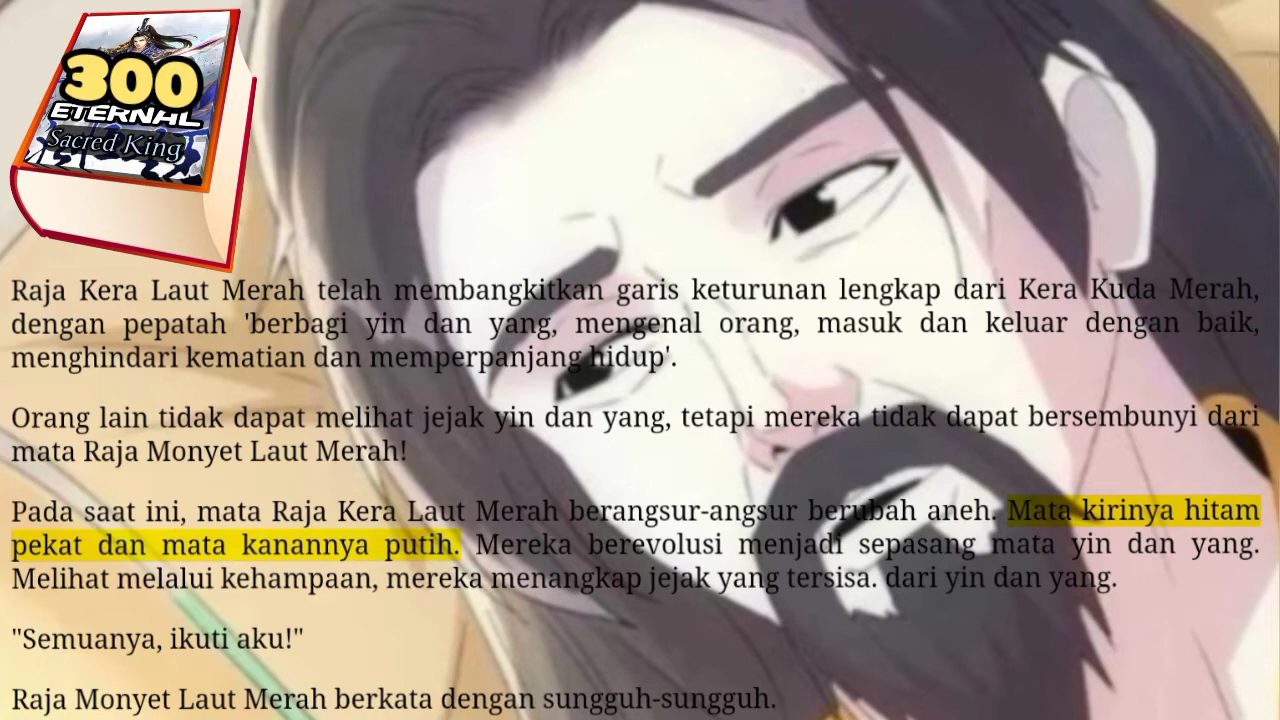 300
ETERNAL
Sacred King
Raja Kera Laut Merah telah membangkitkan garis keturunan lengkap dari Kera Kuda Merah,
dengan pepatah 'berbagi yin dan yang, mengenal orang, masuk dan keluar dengan baik,
menghindari kematian dan memperpanjang hidup'.
Orang lain tidak dapat melihat jejak yin dan yang, tetapi mereka tidak dapat bersembunyi dari
mata Raja Monyet Laut Merah!
Pada saat ini, mata Raja Kera Laut Merah berangsur-angsur berubah aneh. Mata kirinya hitam
pekat dan mata kanannya putih. Mereka berevolusi menjadi sepasang mata yin dan yang.
Melihat melalui kehampaan, mereka menangkap jejak yang tersisa. dari yin dan yang.
"Semuanya, ikuti aku!"
Raja Monyet Laut Merah berkata dengan sungguh-sungguh.